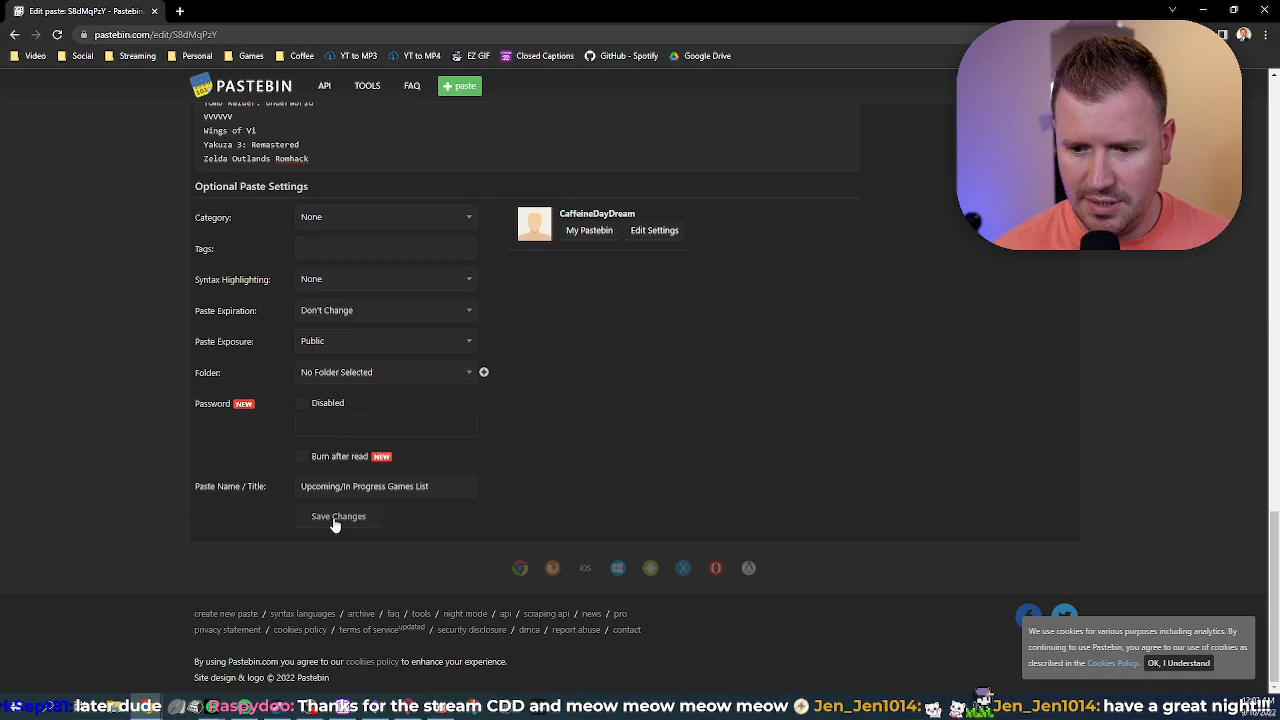 Edit paste S8dMqPzY - Pastebin.c
pastebin.com/edit/S8dMqPzY
Video Social Streaming Personal Games Coffee YT to MP3 YT to MP4 EZ GIF Closed Captions GitHub - Spotify Google Drive
PASTEBIN API TOOLS FAQ + paste
Tomb Raider: Underworld
VVVVVV
Wings of Vi
Yakuza 3: Remastered
Zelda Outlands Romhack
Optional Paste Settings
Category: None
CaffeineDayDream
My Pastebin Edit Settings
Tags:
Syntax Highlighting: None
Paste Expiration: Don't Change
Paste Exposure: Public
Folder: No Folder Selected
Password NEW Disabled
Burn after read NEW
Paste Name / Title: Upcoming/In Progress Games List
Save Changes
iOS
create new paste / syntax languages / archive / faq / tools / night mode / api / scraping api / news / pro
privacy statement / cookies policy / terms of service updated / security disclosure / dmca / report abuse / contact
We use cookies for various purposes including analytics. By
continuing to use Pastebin, you agree to our use of cookies as
described in the Cookies Policy. OK, I Understand
By using Pastebin.com you agree to our cookies policy to enhance your experience.
Site design & logo © 2022 Pastebin
rkSept81: later dude Raspydoo: Thanks for the stream CDD and meow meow meow meow Jen_Jen1014: Jen_Jen1014: have a great night